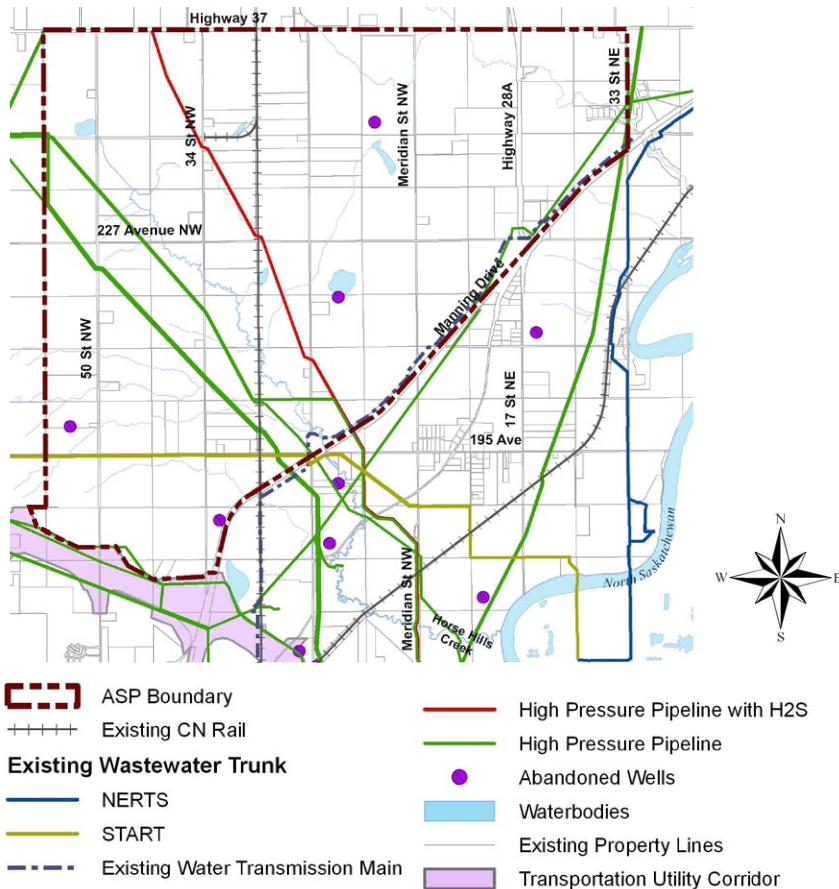 Highway 37
33 St NE
34 St NW
Meridian St NW
Highway 28A
227 Avenue NW
Manning Drive
50 St NW
17 St NE
195 Ave
North Saskatchewan
Meridian St NW
Horse Hills
Creek
N
W
E
S
ASP Boundary
Existing CN Rail
Existing Wastewater Trunk
NERTS
START
Existing Water Transmission Main
High Pressure Pipeline with H2S
High Pressure Pipeline
Abandoned Wells
Waterbodies
Existing Property Lines
Transportation Utility Corridor